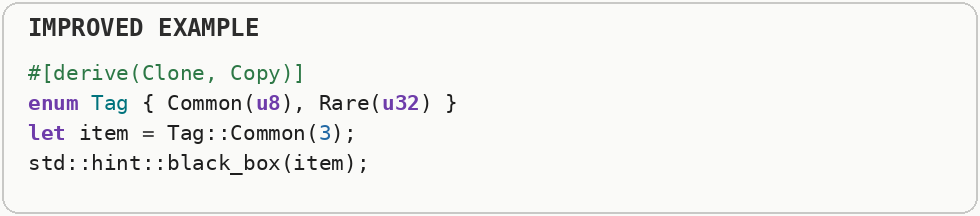 IMPROVED EXAMPLE
#[derive(Clone, Copy)]
enum Tag { Common(u8), Rare(u32) }
let item = Tag::Common(3);
std::hint::black_box(item);